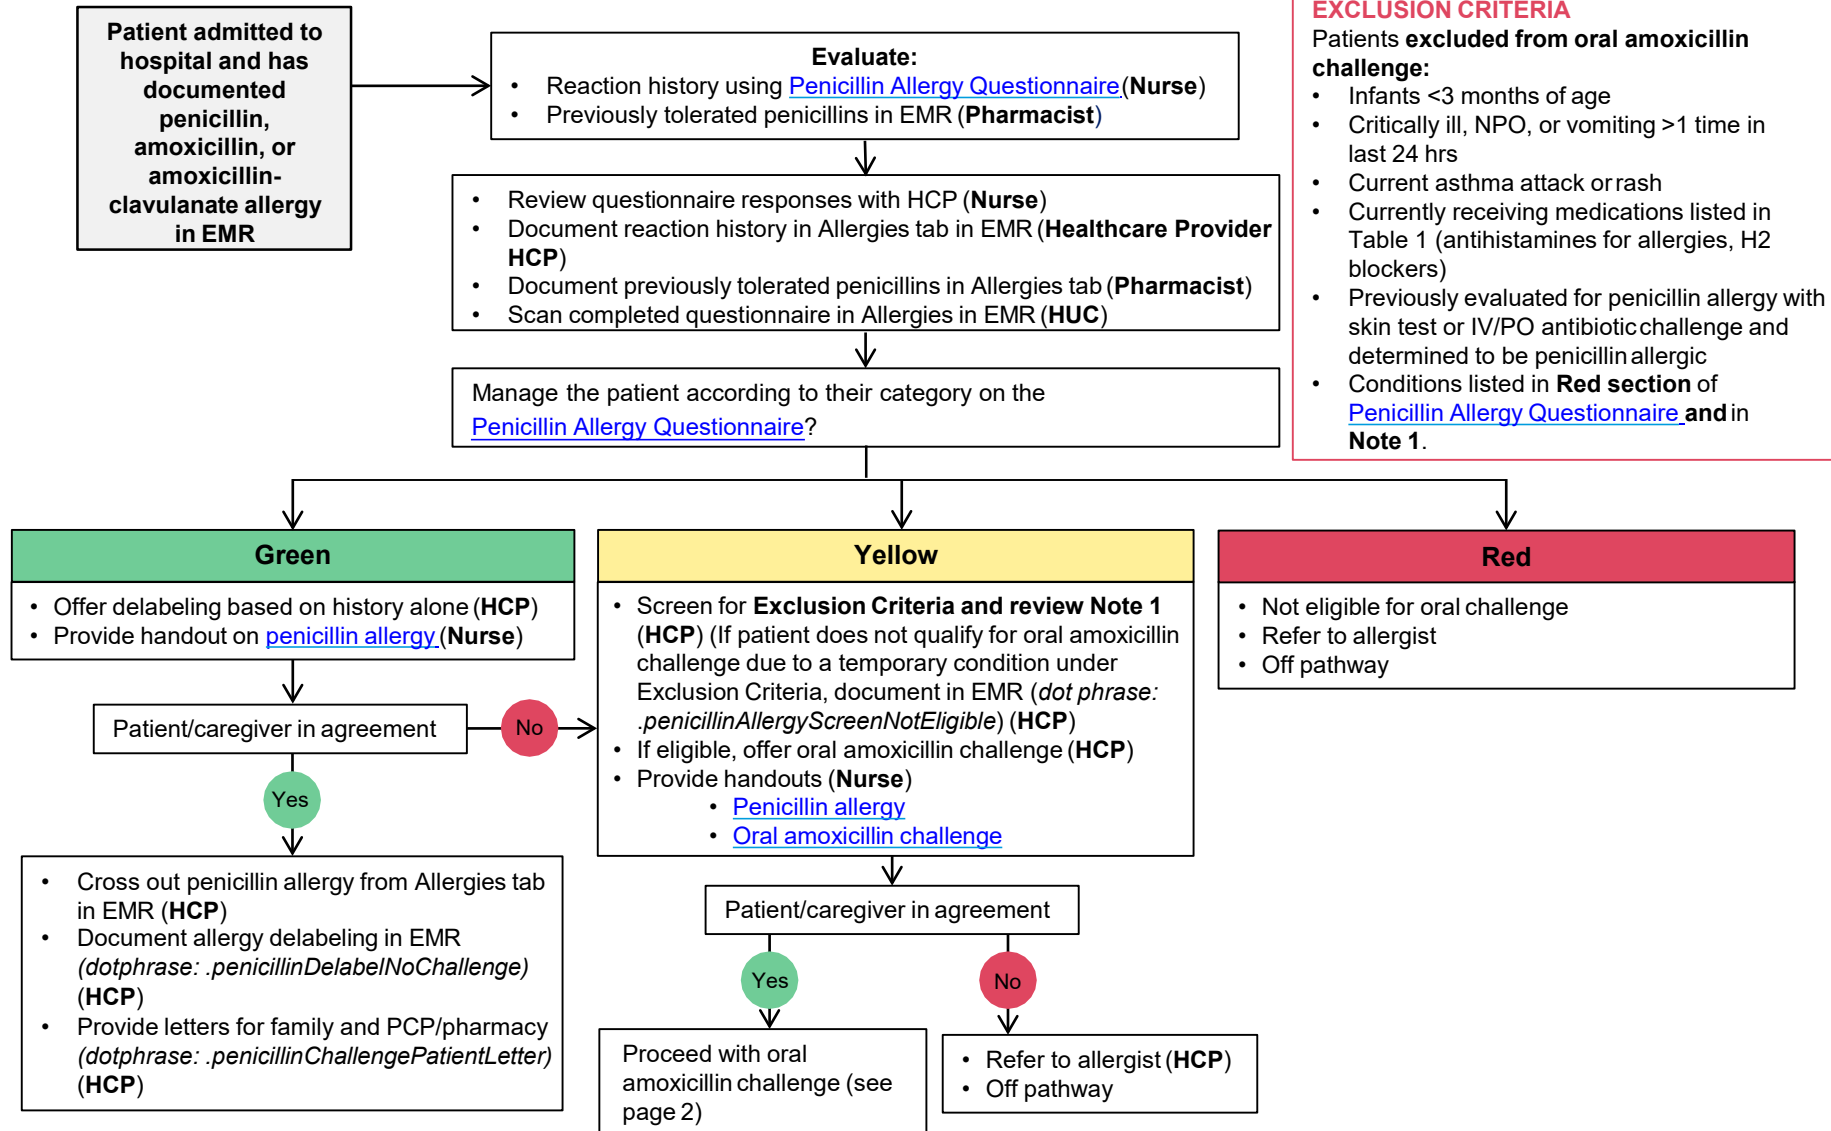 Patient admitted to
hospital and has
documented
penicillin,
amoxicillin, or
amoxicillin-
clavulanate allergy
in EMR
Evaluate:
• Reaction history using Penicillin Allergy Questionnaire (Nurse)
• Previously tolerated penicillins in EMR (Pharmacist)
• Review questionnaire responses with HCP (Nurse)
• Document reaction history in Allergies tab in EMR (Healthcare Provider
HCP)
• Document previously tolerated penicillins in Allergies tab (Pharmacist)
• Scan completed questionnaire in Allergies in EMR (HUC)
Manage the patient according to their category on the
Penicillin Allergy Questionnaire?
EXCLUSION CRITERIA
Patients excluded from oral amoxicillin
challenge:
• Infants <3 months of age
• Critically ill, NPO, or vomiting >1 time in
last 24 hrs
• Current asthma attack or rash
• Currently receiving medications listed in
Table 1 (antihistamines for allergies, H2
blockers)
• Previously evaluated for penicillin allergy with
skin test or IV/PO antibiotic challenge and
determined to be penicillin allergic
• Conditions listed in Red section of
Penicillin Allergy Questionnaire and in
Note 1.
Green
• Offer delabeling based on history alone (HCP)
• Provide handout on penicillin allergy (Nurse)
Patient/caregiver in agreement
No
Yes
• Cross out penicillin allergy from Allergies tab
in EMR (HCP)
• Document allergy delabeling in EMR
(dotphrase: .penicillinDelabelNoChallenge)
(HCP)
• Provide letters for family and PCP/pharmacy
(dotphrase: .penicillinChallengePatientLetter)
(HCP)
Yellow
• Screen for Exclusion Criteria and review Note 1
(HCP) (If patient does not qualify for oral amoxicillin
challenge due to a temporary condition under
Exclusion Criteria, document in EMR (dot phrase:
.penicillinAllergyScreenNotEligible) (HCP)
• If eligible, offer oral amoxicillin challenge (HCP)
• Provide handouts (Nurse)
• Penicillin allergy
• Oral amoxicillin challenge
Patient/caregiver in agreement
Yes
No
Proceed with oral
amoxicillin challenge (see
page 2)
• Refer to allergist (HCP)
• Off pathway
Red
• Not eligible for oral challenge
• Refer to allergist
• Off pathway